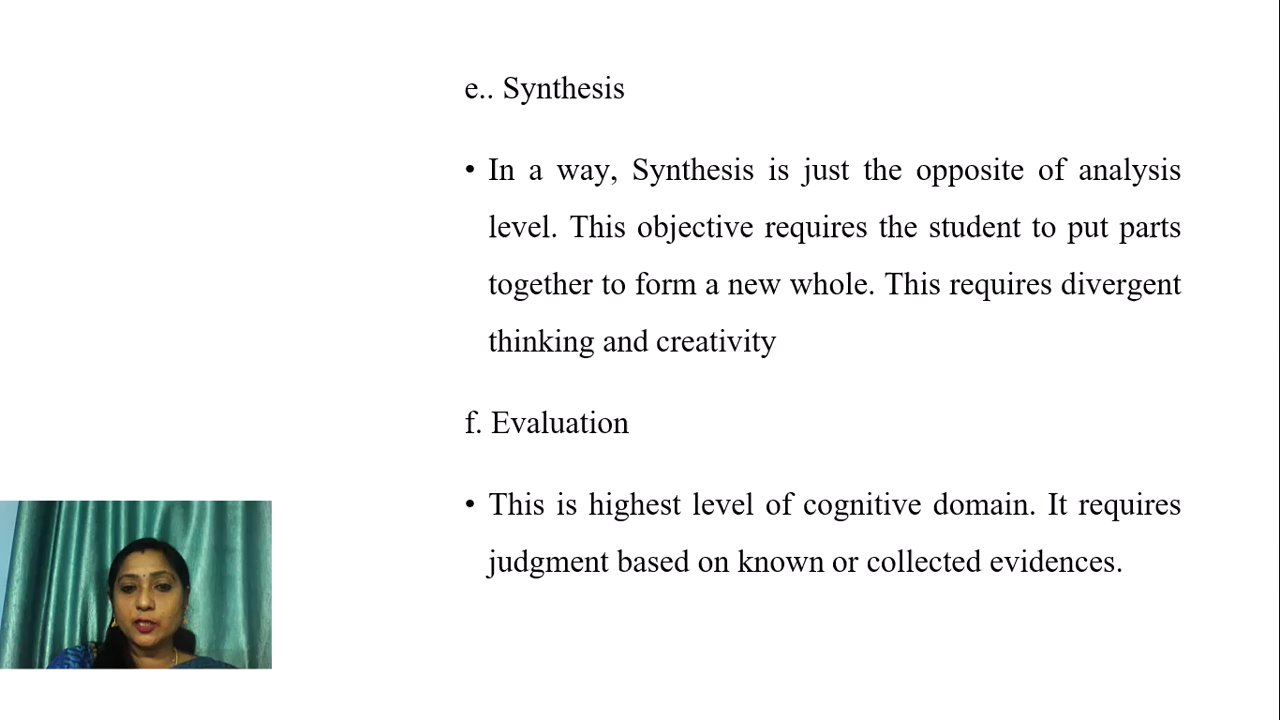 e.. Synthesis
• In a way, Synthesis is just the opposite of analysis
level. This objective requires the student to put parts
together to form a new whole. This requires divergent
thinking and creativity
f. Evaluation
• This is highest level of cognitive domain. It requires
judgment based on known or collected evidences.